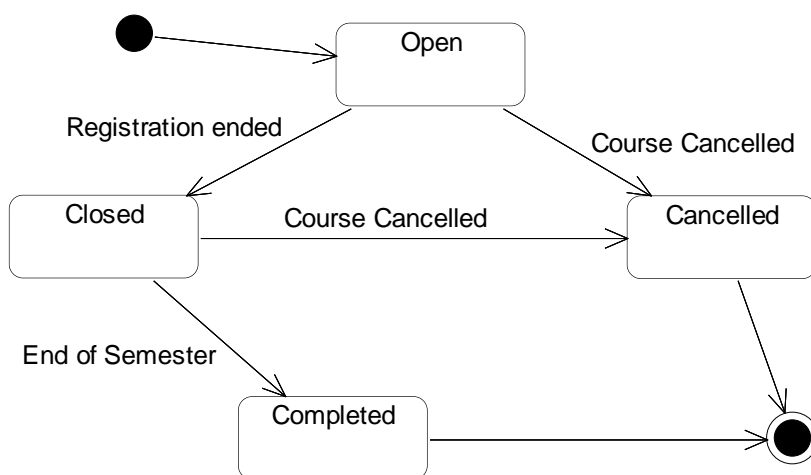 Open
Registration ended
Course Cancelled
Closed
Course Cancelled
Cancelled
End of Semester
Completed